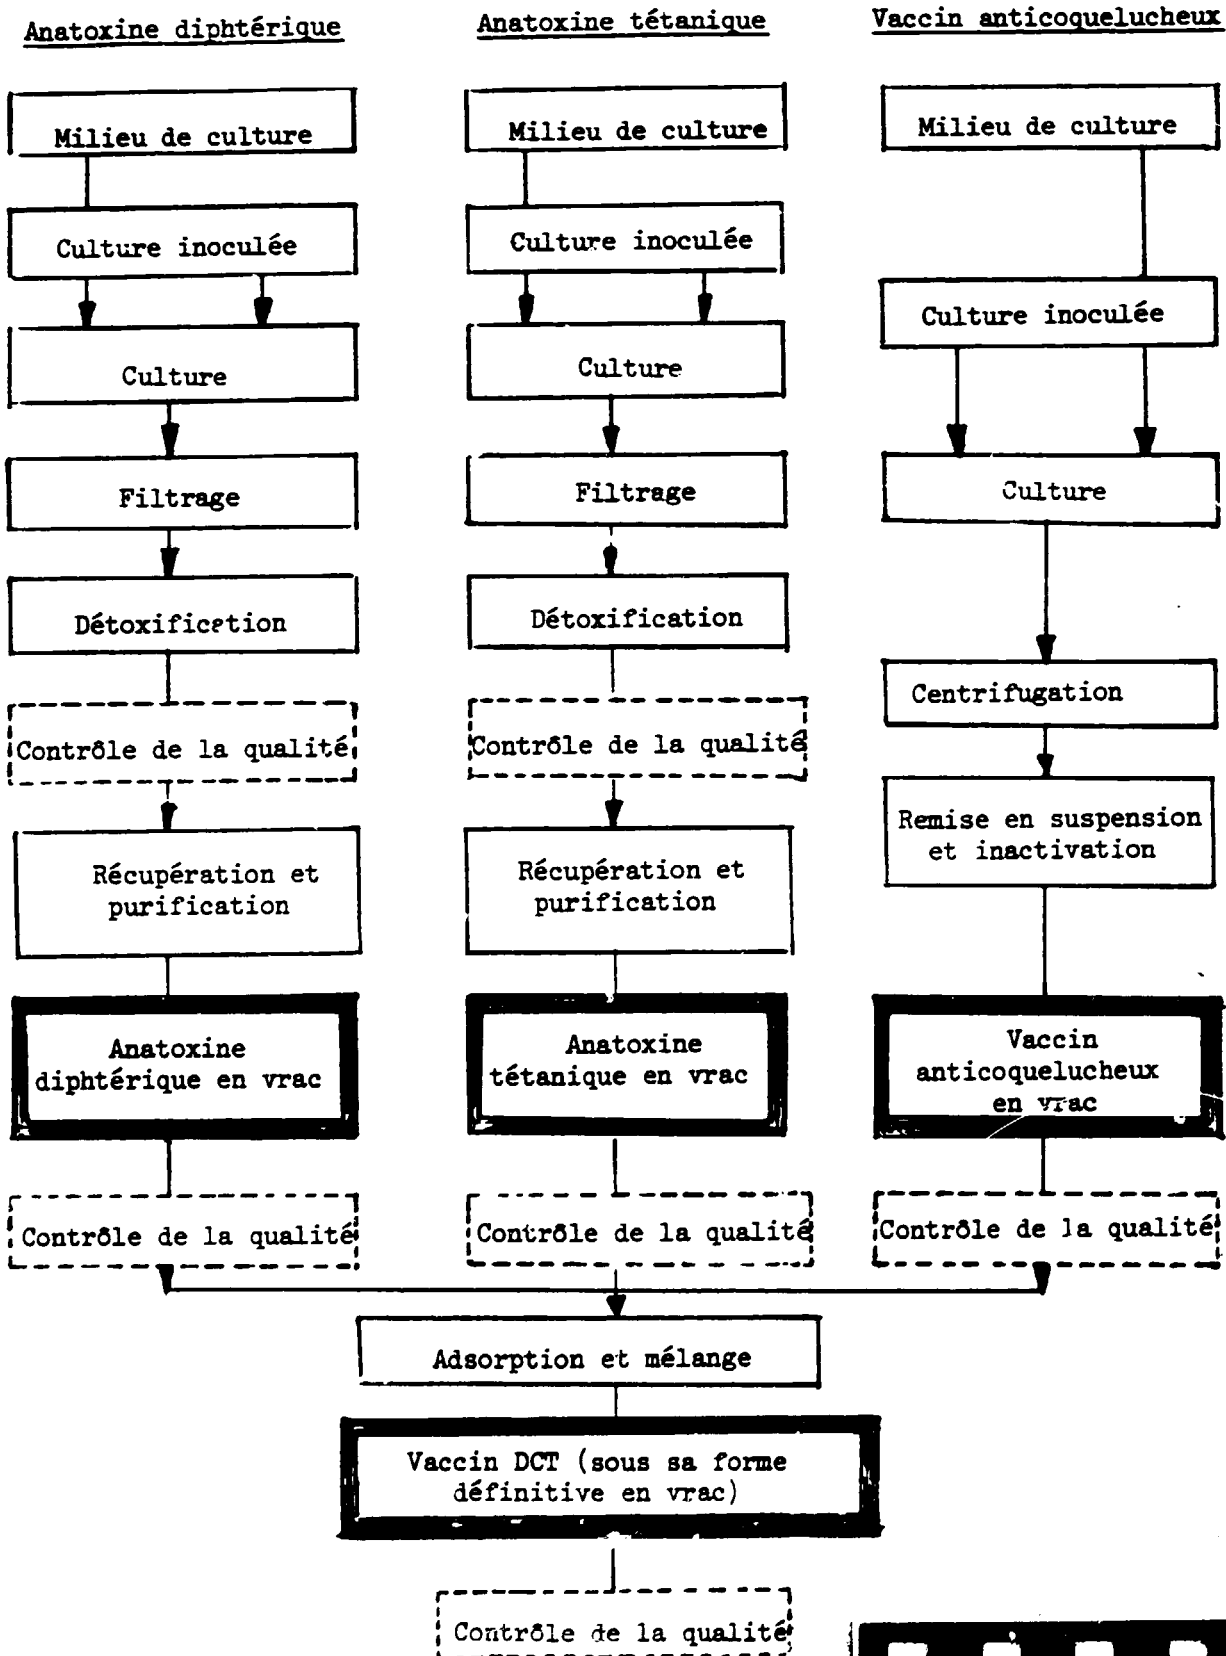 Anatoxine diphtérique
Milieu de culture
Culture inoculée
Culture
Filtrage
Détoxification
Contrôle de la qualité
Récupération et
purification
Anatoxine
diphtérique en vrac
Contrôle de la qualité
Anatoxine tétanique
Milieu de culture
Culture inoculée
Culture
Filtrage
Détoxification
Contrôle de la qualité
Récupération et
purification
Anatoxine
tétanique en vrac
Contrôle de la qualité
Vaccin anticoquelucheux
Milieu de culture
Culture inoculée
Culture
Centrifugation
Remise en suspension
et inactivation
Vaccin
anticoquelucheux
en vrac
Contrôle de la qualité
Adsorption et mélange
Vaccin DCT (sous sa forme
définitive en vrac)
Contrôle de la qualité